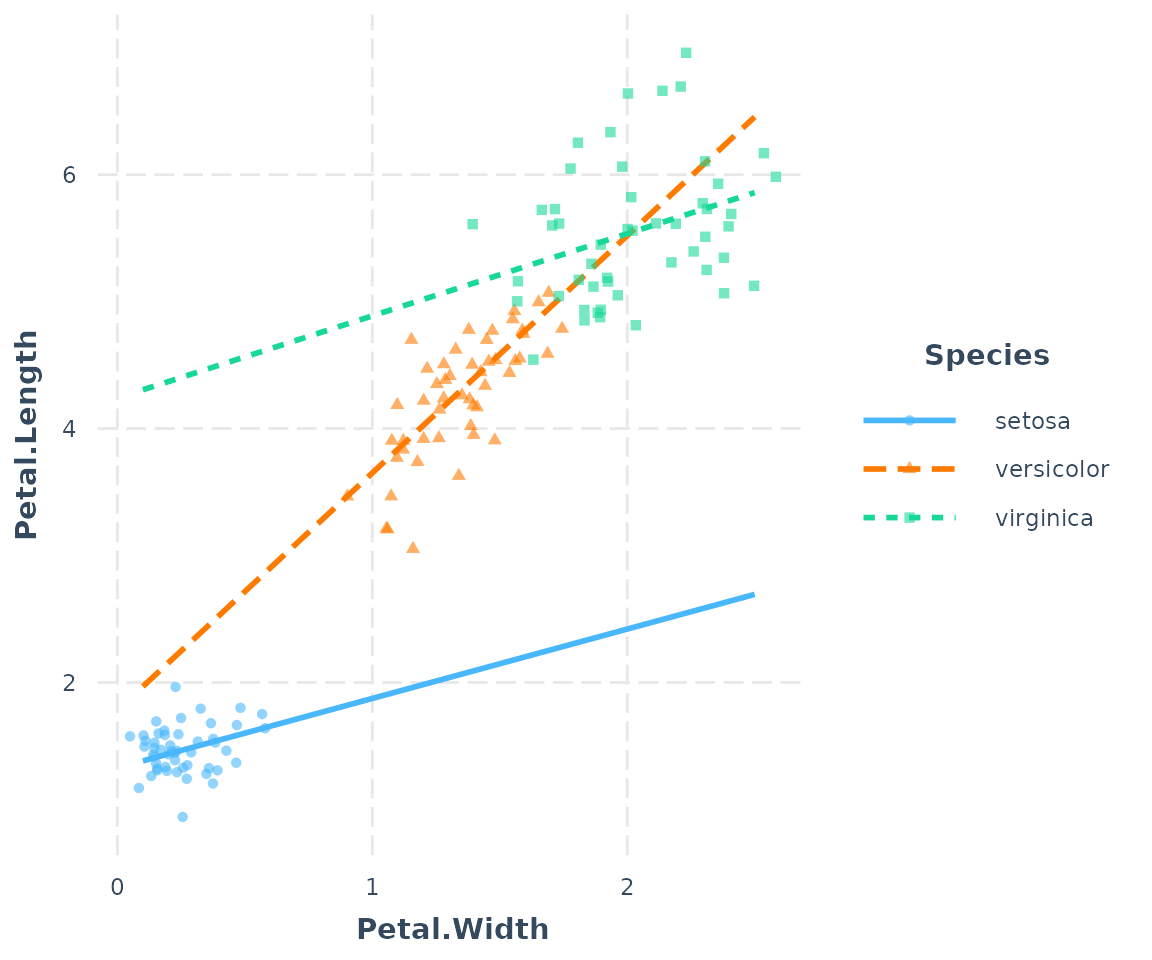 6
4
2
0
1
2
Petal.Length
Petal.Width
Species
setosa
versicolor
virginica